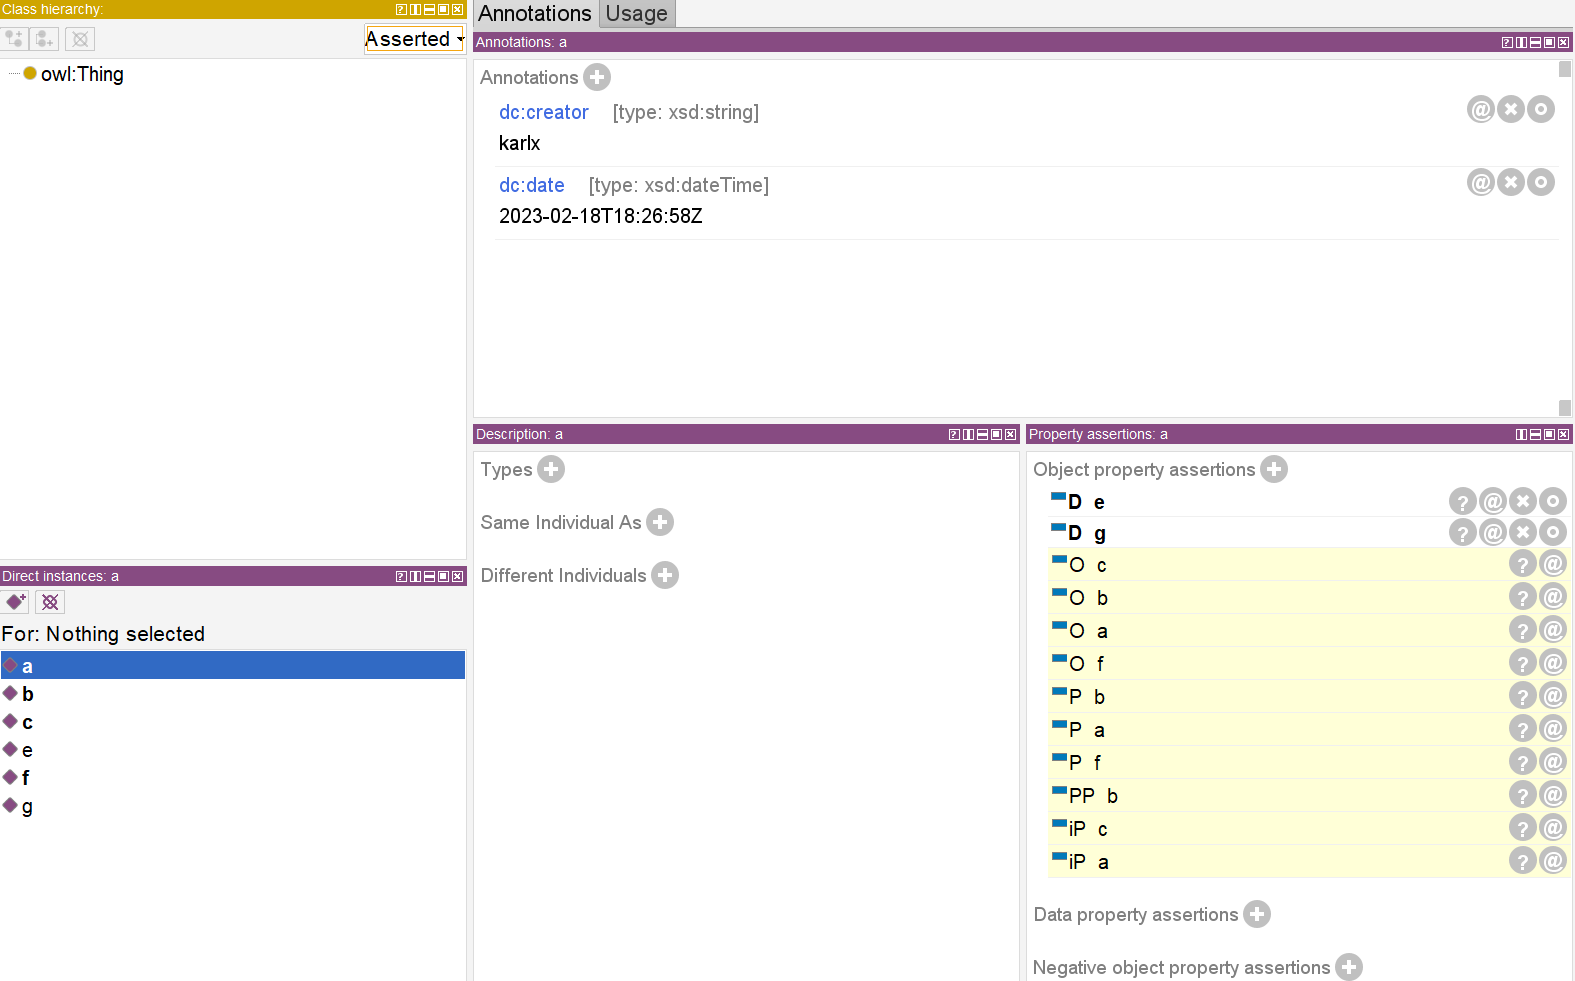 Class hierarchy:
Asserted
owl:Thing
Direct instances: a
For: Nothing selected
a
b
c
e
f
g
Annotations Usage
Annotations: a
Annotations
dc:creator [type: xsd:string]
karlx
dc:date [type: xsd:dateTime]
2023-02-18T18:26:58Z
Description: a
Types
Same Individual As
Different Individuals
Property assertions: a
Object property assertions
D e
D g
O c
O b
O a
O f
P b
P a
P f
PP b
iP c
iP a
Data property assertions
Negative object property assertions